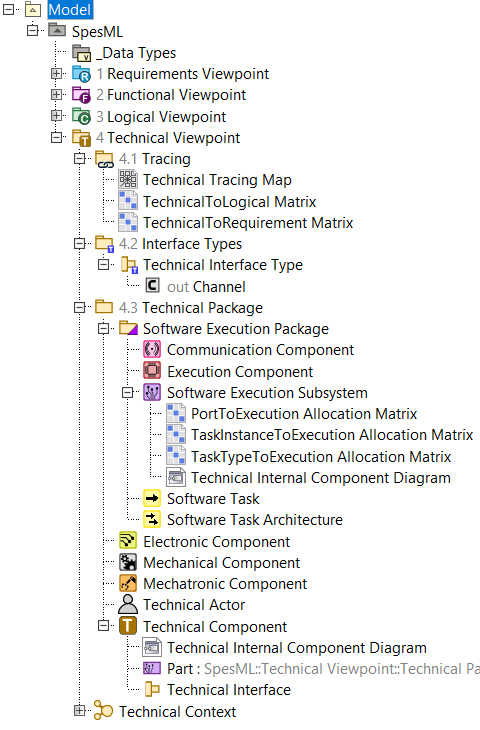 Model
SpesML
_Data Types
1 Requirements Viewpoint
2 Functional Viewpoint
3 Logical Viewpoint
4 Technical Viewpoint
4.1 Tracing
Technical Tracing Map
TechnicalToLogical Matrix
TechnicalToRequirement Matrix
4.2 Interface Types
Technical Interface Type
out Channel
4.3 Technical Package
Software Execution Package
Communication Component
Execution Component
Software Execution Subsystem
PortToExecution Allocation Matrix
TaskInstanceToExecution Allocation Matrix
TaskTypeToExecution Allocation Matrix
Technical Internal Component Diagram
Software Task
Software Task Architecture
Electronic Component
Mechanical Component
Mechatronic Component
Technical Actor
Technical Component
Technical Internal Component Diagram
Part : SpesML::Technical Viewpoint::Technical Pa
Technical Interface
Technical Context